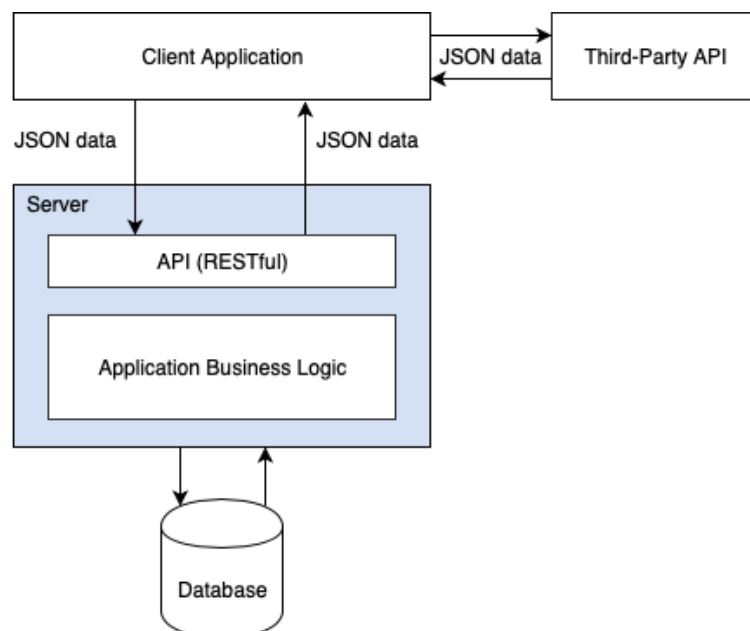 Client Application
JSON data
Third-Party API
JSON data
JSON data
Server
API (RESTful)
Application Business Logic
Database